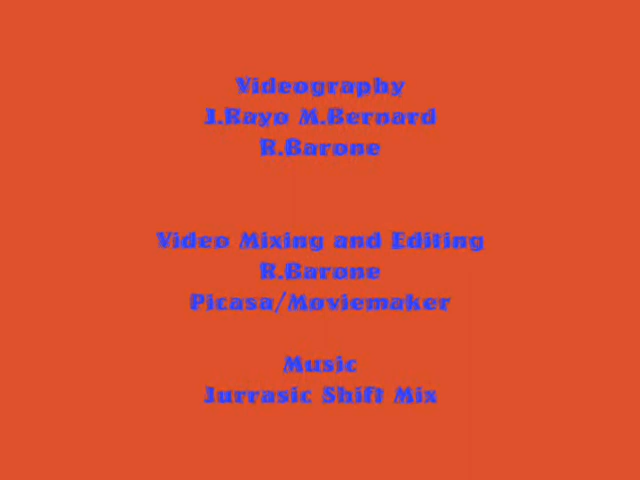 Videography
J.Rayo M.Bernard
R.Barone
Video Mixing and Editing
R.Barone
Picasa/Moviemaker
Music
Jurrasic Shift Mix